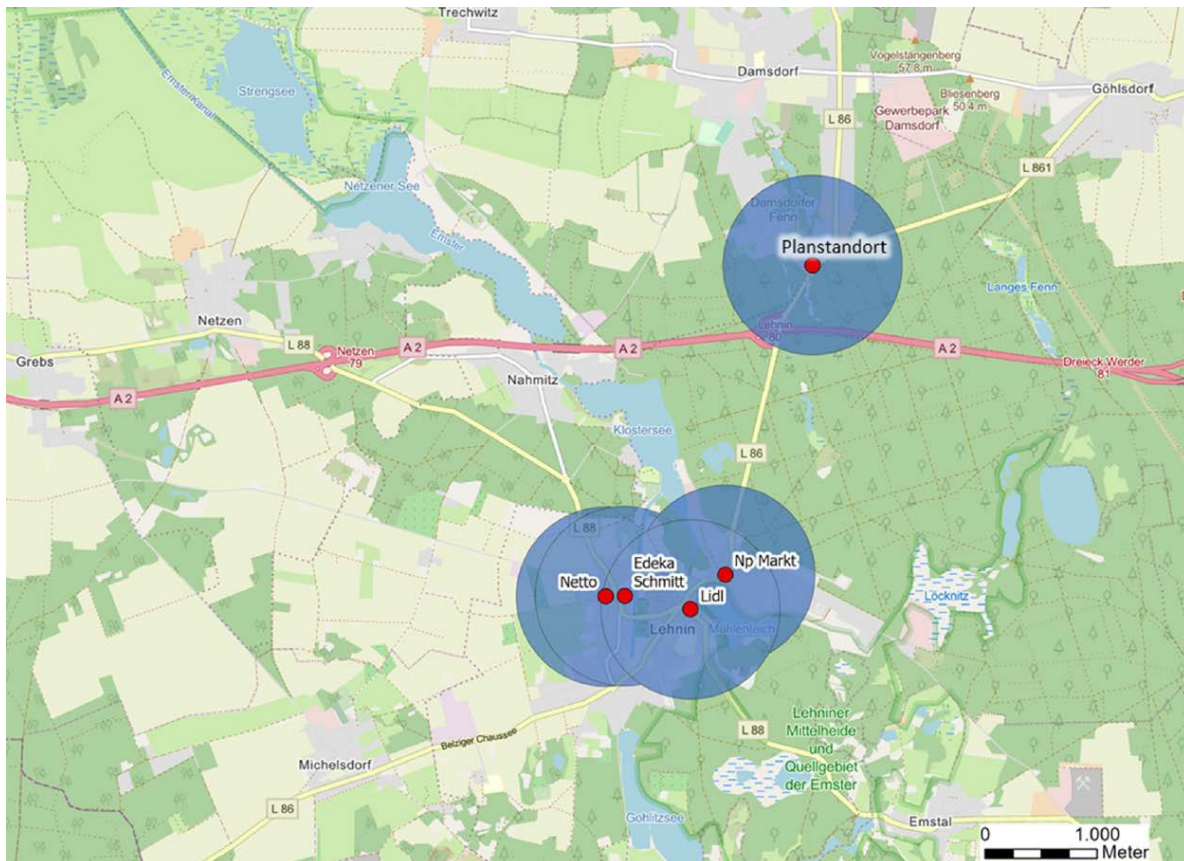 Trechwitz
Vogelstangenberg
57.8 m
Strengsee
Damsdorf
Bliesenberg
50.4 m
Göhlsdorf
Emsterkanal
L 86
Gewerbepark
Damsdorf
L 861
Netzener See
Damsdorfer
Fenn
Emster
Planstandort
Langes Fenn
Netzen
L 88
Lehnin
80
Grebs
A 2
Netzen
79
A 2
A 2
A 2
Dreieck Werder
81
A 2
Nahmitz
Klostersee
L 86
L 88
Edeka
Schmitt
Np Markt
Netto
Lidl
Löcknitz
Lehnin
Mühlenteich
Lehniner
Mittelheide
und
Quellgebiet
der Emster
L 88
Belziger Chaussee
Michelsdorf
L 86
Gohlitzsee
Emstal
0 1.000
Meter